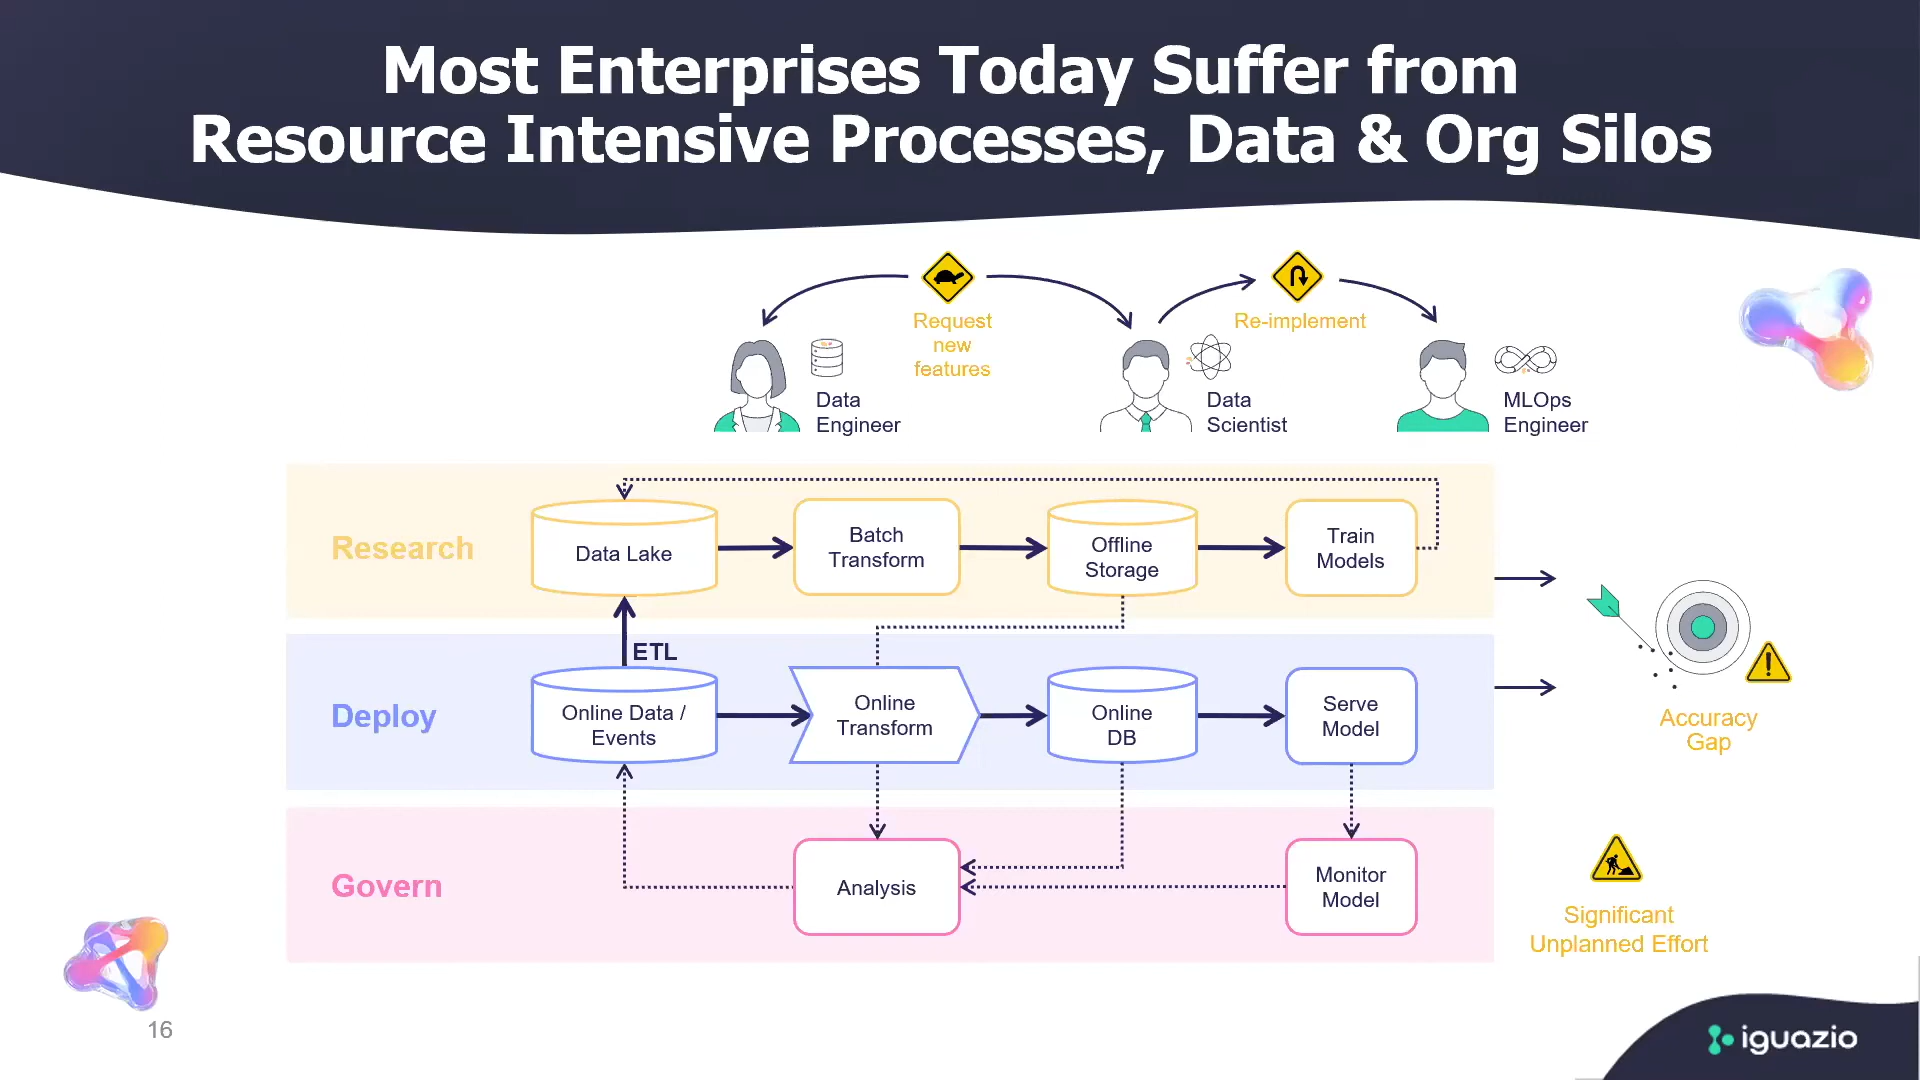 Most Enterprises Today Suffer from
Resource Intensive Processes, Data & Org Silos
Request
new
features
Re-implement
Data
Engineer
Data
Scientist
MLOps
Engineer
Research
Data Lake
Batch
Transform
Offline
Storage
Train
Models
ETL
Deploy
Online Data /
Events
Online
Transform
Online
DB
Serve
Model
Accuracy
Gap
Govern
Analysis
Monitor
Model
Significant
Unplanned Effort
16
iguazio